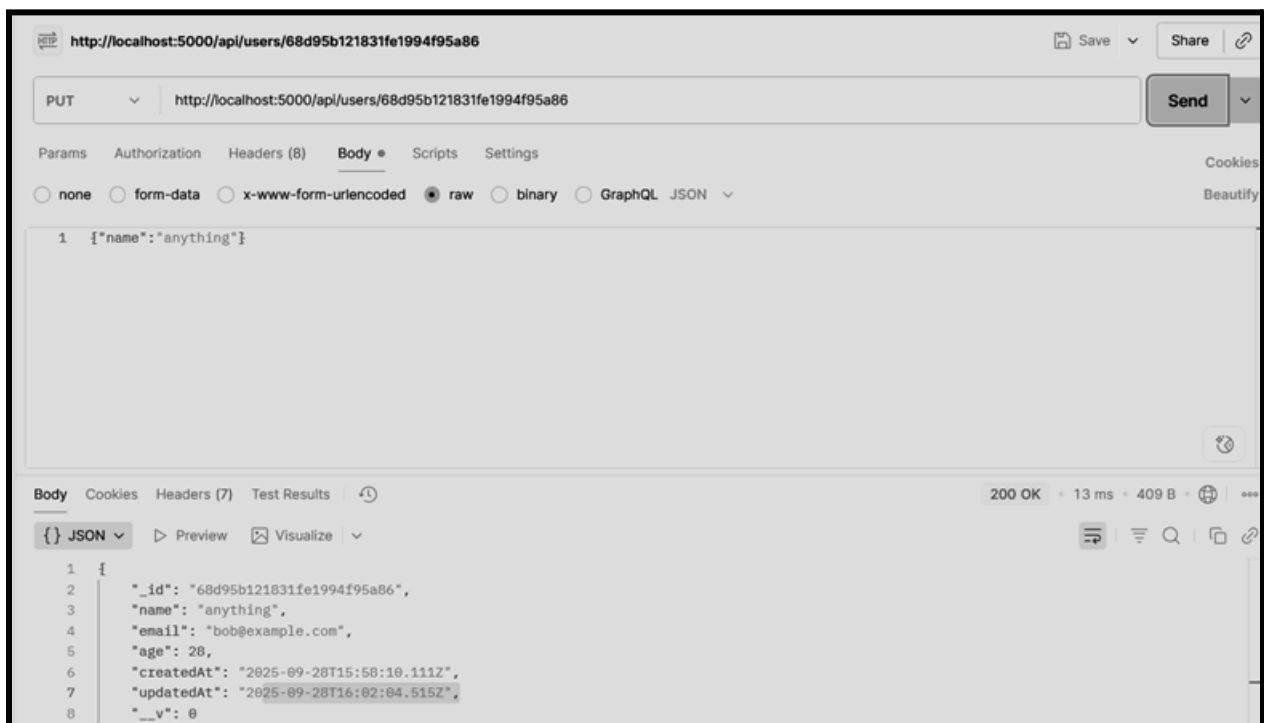 HTTP http://localhost:5000/api/users/68d95b121831fe1994f95a86 Save Share
PUT http://localhost:5000/api/users/68d95b121831fe1994f95a86 Send
Params Authorization Headers (8) Body Scripts Settings Cookies
none form-data x-www-form-urlencoded raw binary GraphQL JSON Beautify
1 {"name":"anything"}
Body Cookies Headers (7) Test Results 200 OK • 13 ms • 409 B
{} JSON Preview Visualize
1 {
2 "_id": "68d95b121831fe1994f95a86",
3 "name": "anything",
4 "email": "bob@example.com",
5 "age": 28,
6 "createdAt": "2025-09-28T15:58:10.111Z",
7 "updatedAt": "2025-09-28T16:02:04.515Z",
8 "__v": 0